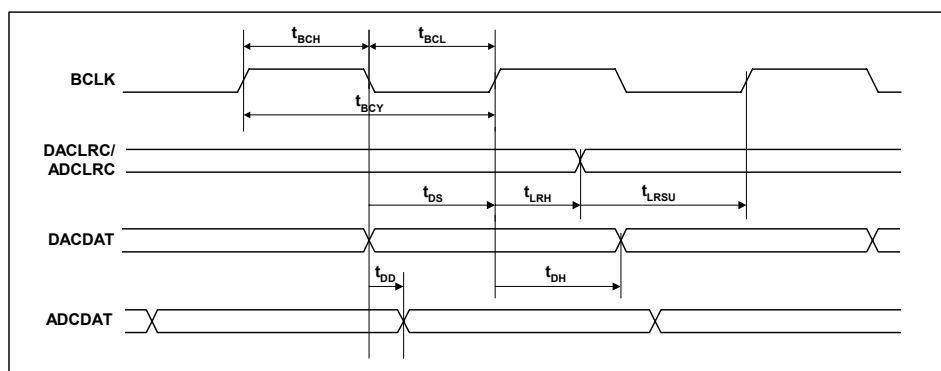 tBCH
tBCL
BCLK
tBCY
DACLRC/
ADCLRC
tDS
tLRH
tLRSU
DACDAT
tDD
tDH
ADCDAT